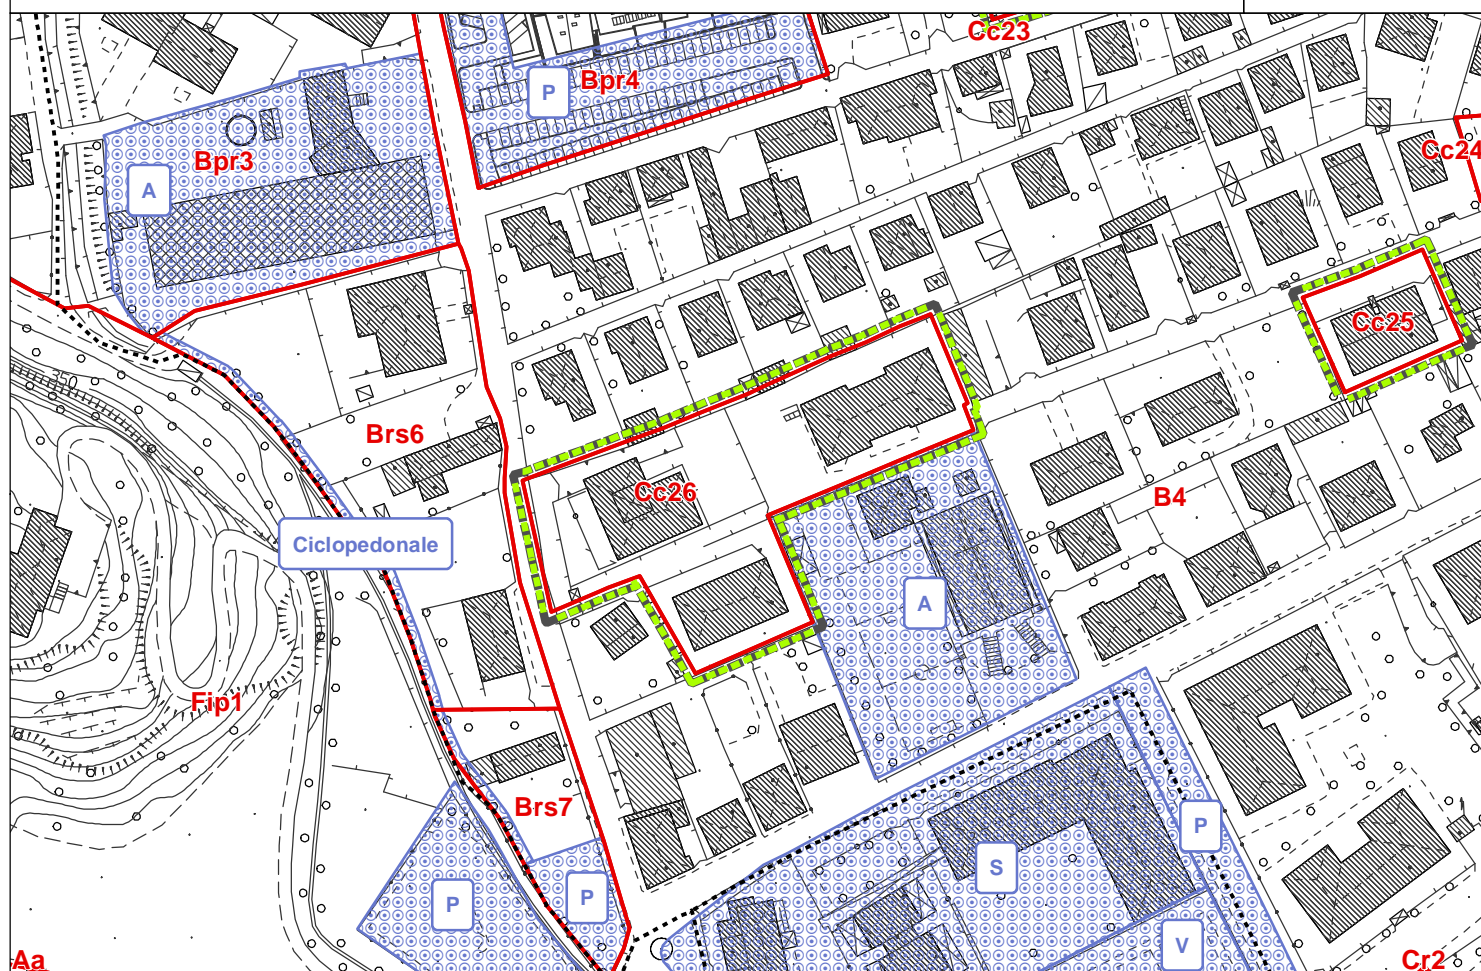 Cc23
Bpr4
P
Bpr3
A
Cc24
Cc25
350
Brs6
Cc26
B4
Ciclopedonale
A
Fip1
Brs7
P
S
P
P
V
Aa
Cr2